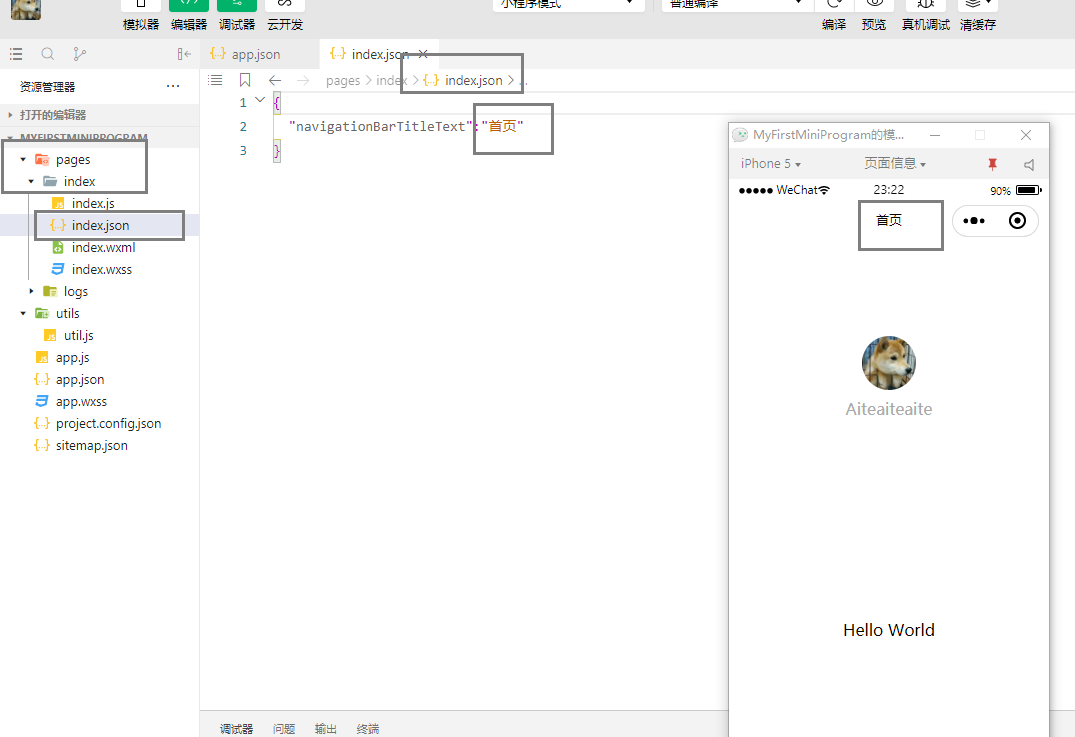 小程序模式
普通编译
模拟器 编辑器 调试器 云开发
编译 预览 真机调试 清缓存
app.json
index.json
资源管理器
pages > index > index.json >
打开的编辑器
MYFIRSTMINIPROGRAM
pages
index
index.js
index.json
index.wxml
index.wxss
logs
utils
util.js
app.js
app.json
app.wxss
project.config.json
sitemap.json
1 {
2 "navigationBarTitleText":"首页"
3 }
MyFirstMiniProgram的模...
iPhone 5
页面信息
WeChat
23:22
90%
首页
Aiteaiteaite
Hello World
调试器 问题 输出 终端